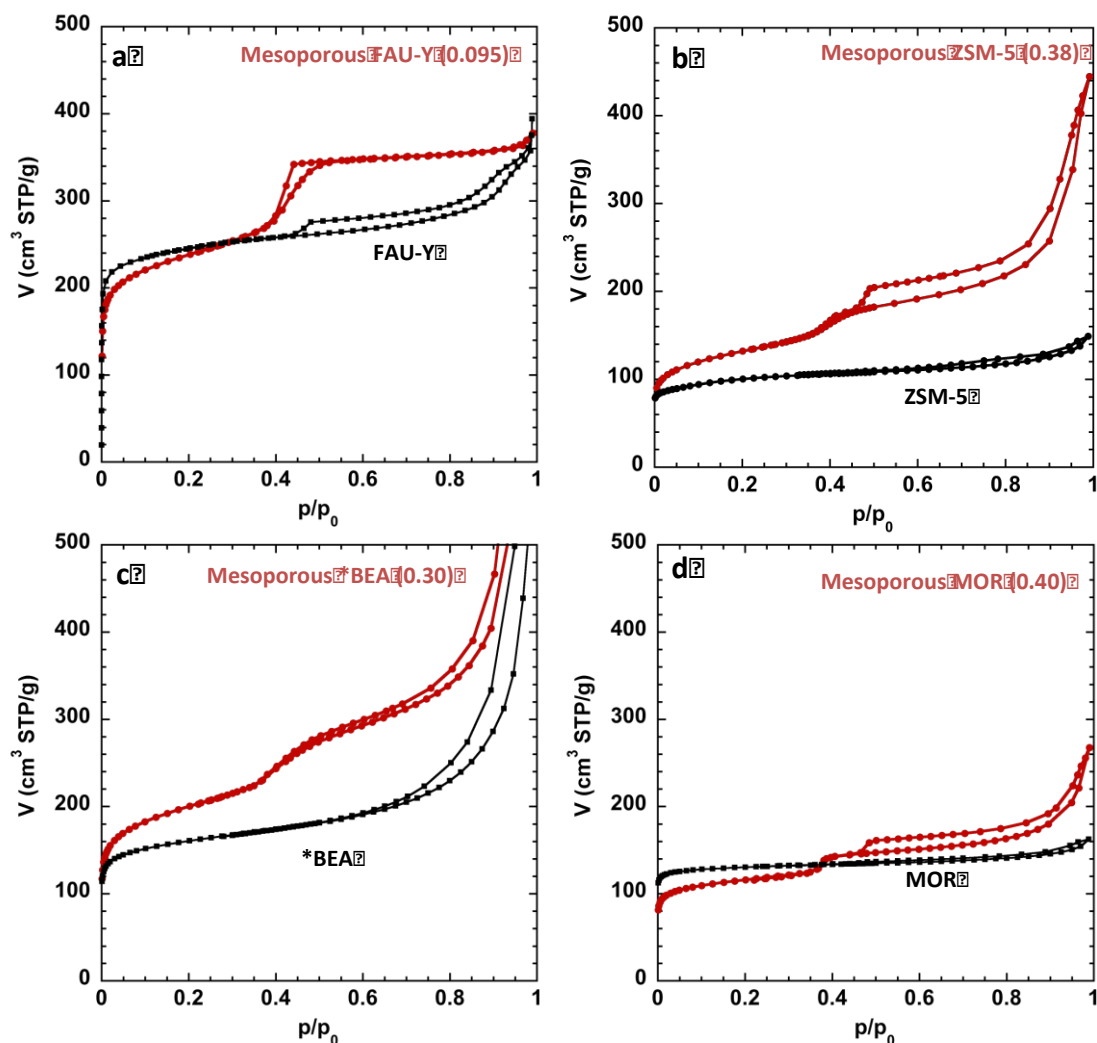 a
Mesoporous FAU-Y (0.095)
FAU-Y
V (cm³ STP/g)
500
400
300
200
100
0
0 0.2 0.4 0.6 0.8 1
p/p₀
b
Mesoporous ZSM-5 (0.38)
ZSM-5
V (cm³ STP/g)
500
400
300
200
100
0
0 0.2 0.4 0.6 0.8 1
p/p₀
c
Mesoporous *BEA (0.30)
*BEA
V (cm³ STP/g)
500
400
300
200
100
0
0 0.2 0.4 0.6 0.8 1
p/p₀
d
Mesoporous MOR (0.40)
MOR
V (cm³ STP/g)
500
400
300
200
100
0
0 0.2 0.4 0.6 0.8 1
p/p₀